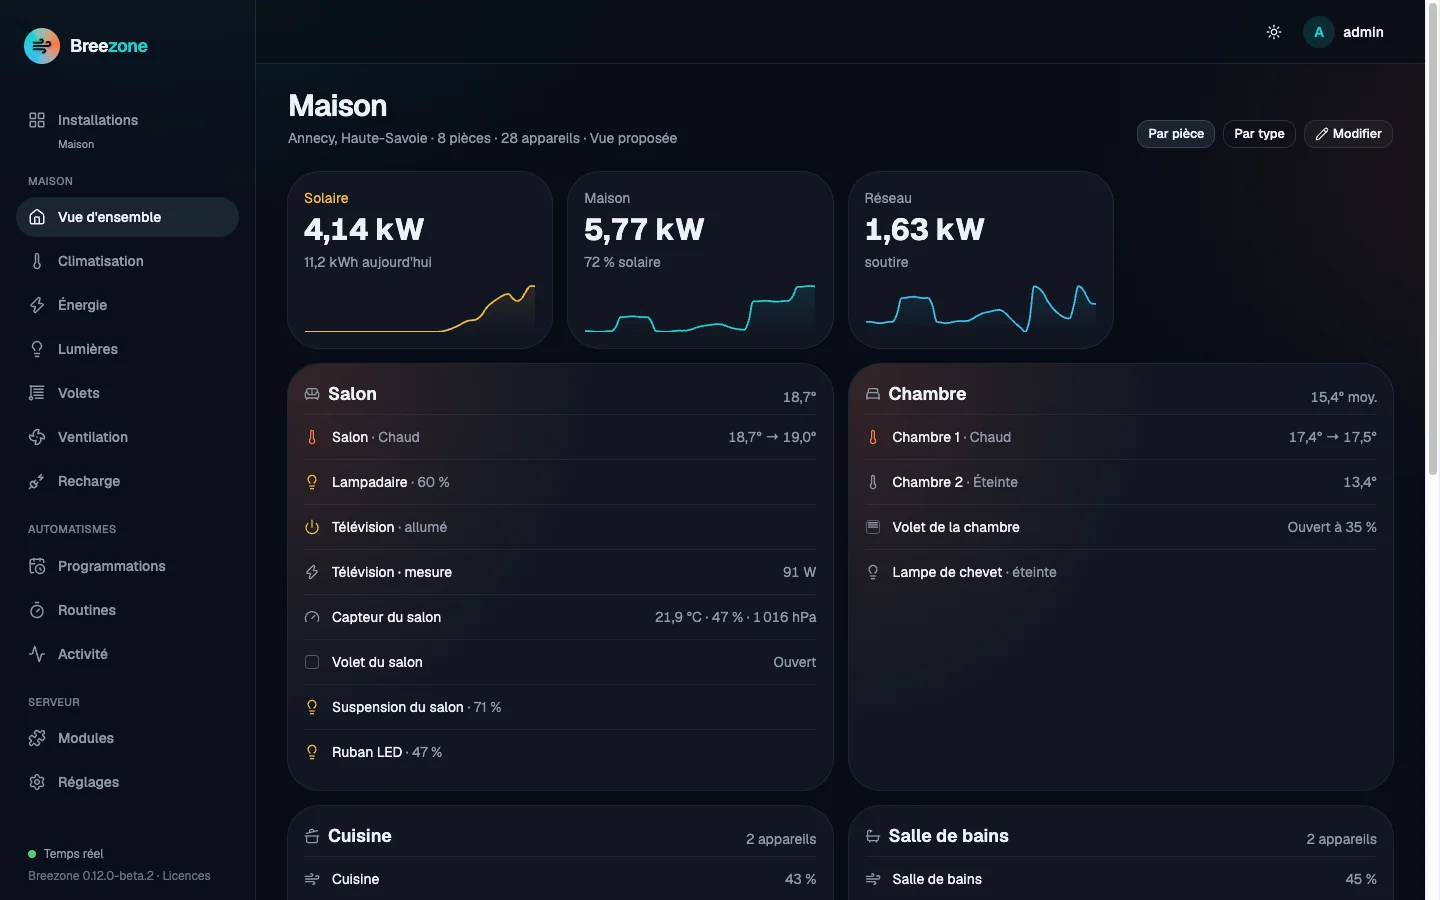 Breezone
A
admin
Installations
Maison
MAISON
Vue d'ensemble
Climatisation
Énergie
Lumières
Volets
Ventilation
Recharge
AUTOMATISMES
Programmations
Routines
Activité
SERVEUR
Modules
Réglages
Temps réel
Breezone 0.12.0-beta.2 · Licences
Maison
Annecy, Haute-Savoie · 8 pièces · 28 appareils · Vue proposée
Par pièce
Par type
Modifier
Solaire
4,14 kW
11,2 kWh aujourd'hui
Maison
5,77 kW
72 % solaire
Réseau
1,63 kW
soutire
Salon
18,7°
Salon · Chaud
18,7° → 19,0°
Lampadaire · 60 %
Télévision · allumé
Télévision · mesure
91 W
Capteur du salon
21,9 °C · 47 % · 1 016 hPa
Volet du salon
Ouvert
Suspension du salon · 71 %
Ruban LED · 47 %
Chambre
15,4° moy.
Chambre 1 · Chaud
17,4° → 17,5°
Chambre 2 · Éteinte
13,4°
Volet de la chambre
Ouvert à 35 %
Lampe de chevet · éteinte
Cuisine
2 appareils
Cuisine
43 %
Salle de bains
2 appareils
Salle de bains
45 %